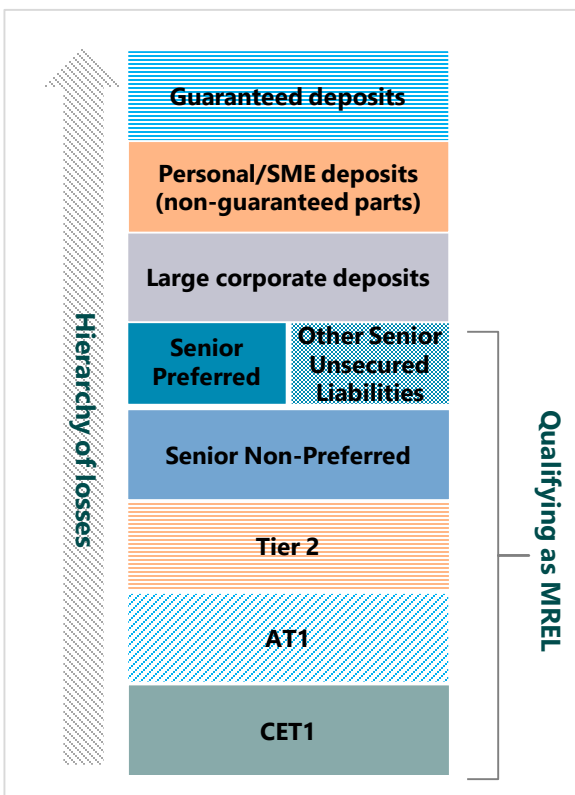 Guaranteed deposits
Personal/SME deposits
(non-guaranteed parts)
Large corporate deposits
Senior
Preferred
Other Senior
Unsecured
Liabilities
Senior Non-Preferred
Tier 2
AT1
CET1
Hierarchy of losses
Qualifying as MREL